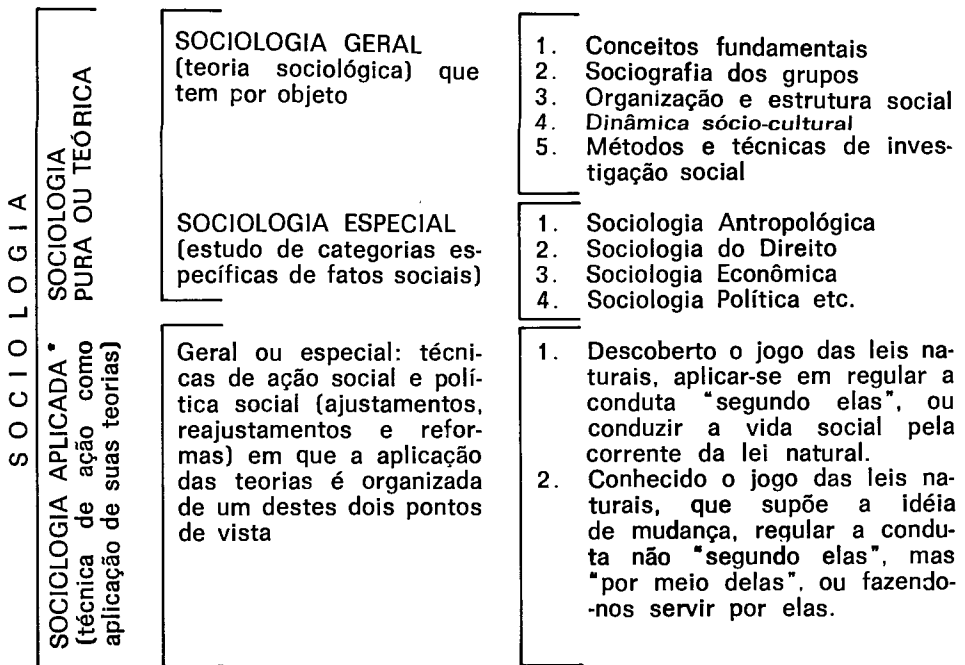 SOCIOLOGIA
SOCIOLOGIA
PURA OU TEÓRICA
SOCIOLOGIA GERAL
(teoria sociológica) que
tem por objeto
1. Conceitos fundamentais
2. Sociografia dos grupos
3. Organização e estrutura social
4. Dinâmica sócio-cultural
5. Métodos e técnicas de inves-
tigação social
SOCIOLOGIA ESPECIAL
(estudo de categorias es-
pecíficas de fatos sociais)
1. Sociologia Antropológica
2. Sociologia do Direito
3. Sociologia Econômica
4. Sociologia Política etc.
SOCIOLOGIA APLICADA*
(técnica de ação como
aplicação de suas teorias)
Geral ou especial: técni-
cas de ação social e polí-
tica social (ajustamentos,
reajustamentos e refor-
mas) em que a aplicação
das teorias é organizada
de um destes dois pontos
de vista
1. Descoberto o jogo das leis na-
turais, aplicar-se em regular a
conduta "segundo elas", ou
conduzir a vida social pela
corrente da lei natural.
2. Conhecido o jogo das leis na-
turais, que supõe a idéia
de mudança, regular a condu-
ta não "segundo elas", mas
"por meio delas", ou fazendo-
-nos servir por elas.